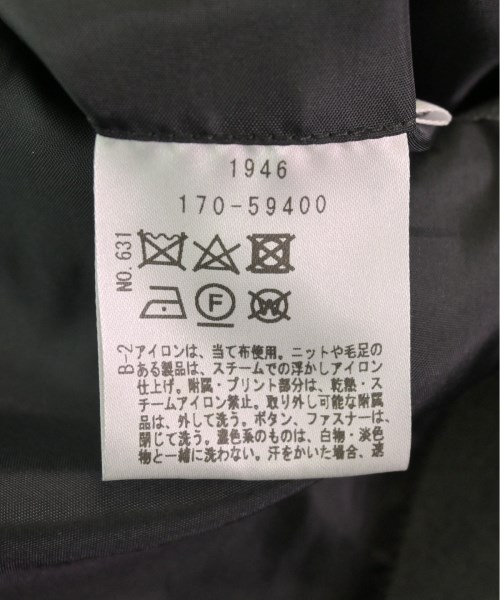 1946
170-59400
NO. 631
F
W
B-2
アイロンは、当て布使用。ニットや毛足の
ある製品は、スチームでの浮かしアイロン
仕上げ。附属・プリント部分は、乾熱・ス
チームアイロン禁止。取り外し可能な附属
品は、外して洗う。ボタン、ファスナーは、
閉じて洗う。濃色系のものは、白物・淡色
物と一緒に洗わない。汗をかいた場合、速